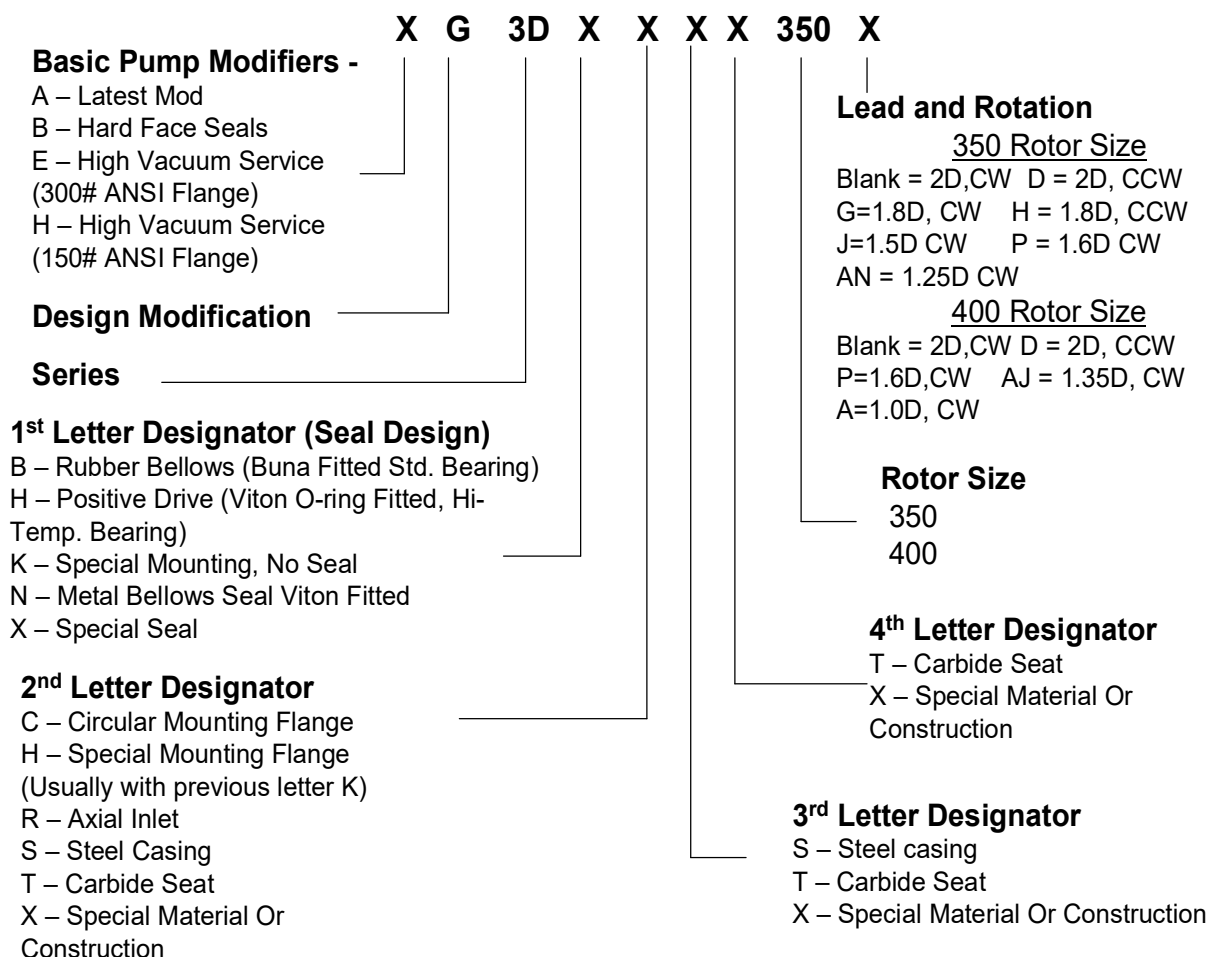 X G 3D X X X X 350 X
Basic Pump Modifiers -
A – Latest Mod
B – Hard Face Seals
E – High Vacuum Service
(300# ANSI Flange)
H – High Vacuum Service
(150# ANSI Flange)
Design Modification
Series
1st Letter Designator (Seal Design)
B – Rubber Bellows (Buna Fitted Std. Bearing)
H – Positive Drive (Viton O-ring Fitted, Hi-
Temp. Bearing)
K – Special Mounting, No Seal
N – Metal Bellows Seal Viton Fitted
X – Special Seal
2nd Letter Designator
C – Circular Mounting Flange
H – Special Mounting Flange
(Usually with previous letter K)
R – Axial Inlet
S – Steel Casing
T – Carbide Seat
X – Special Material Or
Construction
Lead and Rotation
350 Rotor Size
Blank = 2D,CW D = 2D, CCW
G=1.8D, CW H = 1.8D, CCW
J=1.5D CW P = 1.6D CW
AN = 1.25D CW
400 Rotor Size
Blank = 2D,CW D = 2D, CCW
P=1.6D,CW AJ = 1.35D, CW
A=1.0D, CW
Rotor Size
350
400
4th Letter Designator
T – Carbide Seat
X – Special Material Or
Construction
3rd Letter Designator
S – Steel casing
T – Carbide Seat
X – Special Material Or Construction